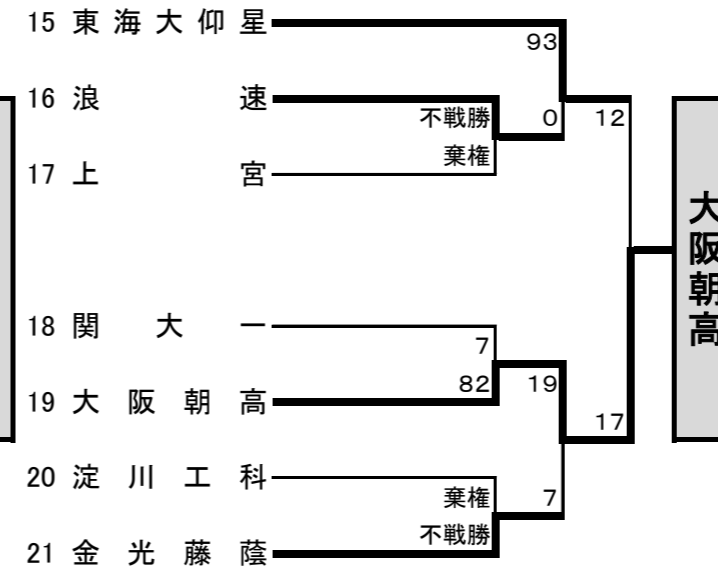 15 東海大仰星
93
16 浪速
不戦勝
0
12
棄権
17 上宮
大阪朝高
18 関大一
7
82
19
19 大阪朝高
17
20 淀川工科
棄権
7
不戦勝
21 金光藤蔭